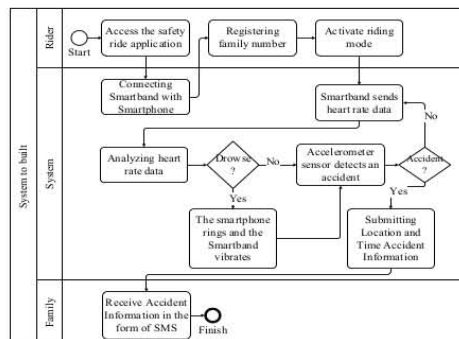 System to built
Rider
Start
Access the safety
ride application
Registering
family number
Activate riding
mode
System
Connecting
Smartband with
Smartphone
Smartband sends
heart rate data
Analyzing heart
rate data
Drowse
?
No
Yes
The smartphone
rings and the
Smartband
vibrates
Accelerometer
sensor detects an
accident
Accident
?
No
Yes
Submitting
Location and
Time Accident
Information
Family
Receive Accident
Information in the
form of SMS
Finish